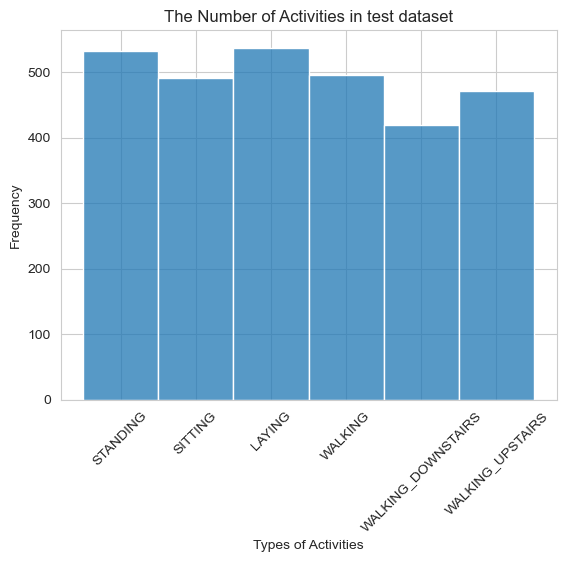 The Number of Activities in test dataset
Frequency
500
400
300
200
100
0
STANDING
SITTING
LAYING
WALKING
WALKING_DOWNSTAIRS
WALKING_UPSTAIRS
Types of Activities